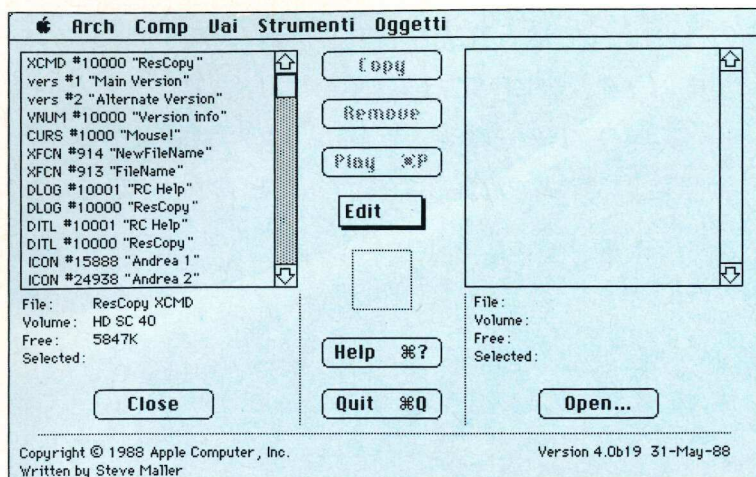 Arch Comp Vai Strumenti Oggetti
XCMD #10000 "ResCopy"
vers #1 "Main Version"
vers #2 "Alternate Version"
VNUM #10000 "Version info"
CURS #1000 "Mouse!"
XFCN #914 "NewFileName"
XFCN #913 "FileName"
DLOG #10001 "RC Help"
DLOG #10000 "ResCopy"
DITL #10001 "RC Help"
DITL #10000 "ResCopy"
ICON #15888 "Andrea 1"
ICON #24938 "Andrea 2"
File: ResCopy XCMD
Volume: HD SC 40
Free: 5847K
Selected:
Close
Copy
Remove
Play ⌘P
Edit
Help ⌘?
Quit ⌘Q
File:
Volume:
Free:
Selected:
Open...
Copyright © 1988 Apple Computer, Inc.
Written by Steve Maller
Version 4.0b19 31-May-88